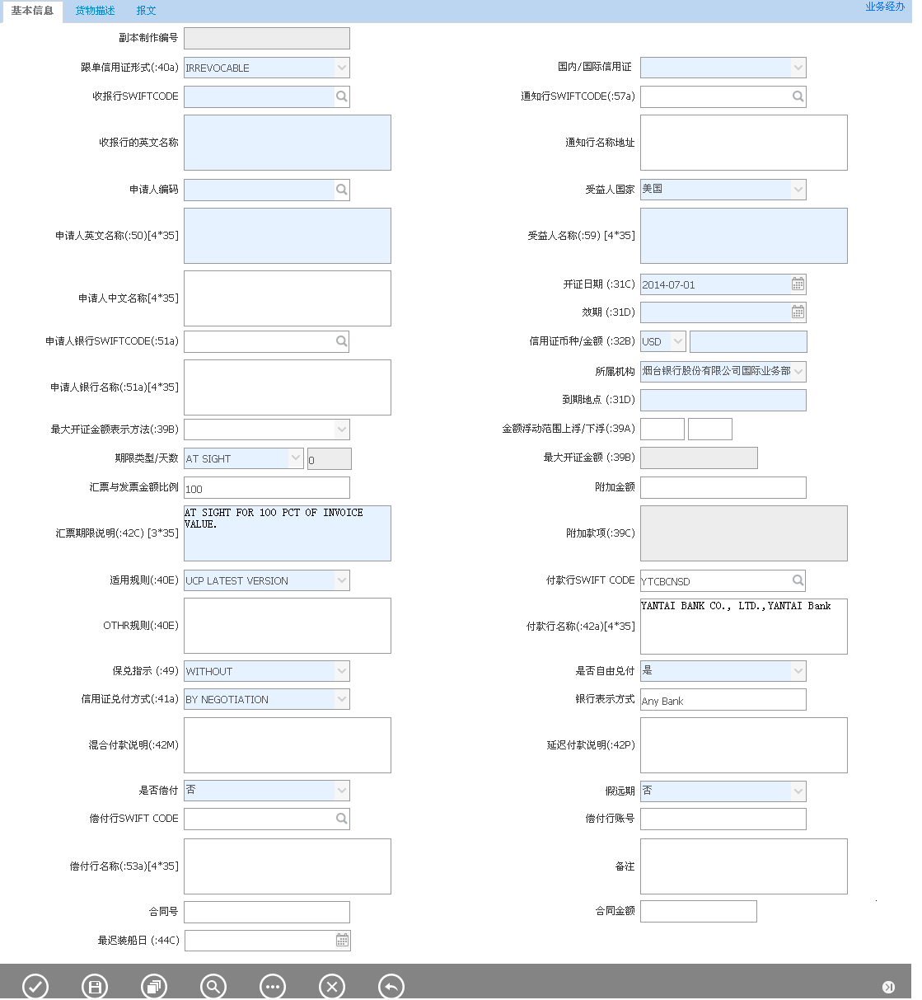 基本信息 货物描述 报文 业务经办
副本制作编号
跟单信用证形式(:40a) IRREVOCABLE 国内/国际信用证
收报行SWIFTCODE 通知行SWIFTCODE(:57a)
收报行的英文名称 通知行名称地址
申请人编码 受益人国家 美国
申请人英文名称(:50)[4*35] 受益人名称(:59) [4*35]
申请人中文名称[4*35] 开证日期 (:31C) 2014-07-01
效期 (:31D)
申请人银行SWIFTCODE(:51a) 信用证币种/金额 (:32B) USD
申请人银行名称(:51a)[4*35] 所属机构 烟台银行股份有限公司国际业务部
到期地点 (:31D)
最大开证金额表示方法(:39B) 金额浮动范围上浮/下浮(:39A)
期限类型/天数 AT SIGHT 0 最大开证金额 (:39B)
汇票与发票金额比例 100 附加金额
汇票期限说明(:42C) [3*35] AT SIGHT FOR 100 PCT OF INVOICE
VALUE.
附加款项(:39C)
适用规则(:40E) UCP LATEST VERSION 付款行SWIFT CODE YTCBCNSD
OTHR规则(:40E) 付款行名称(:42a)[4*35] YANTAI BANK CO., LTD.,YANTAI Bank
保兑指示 (:49) WITHOUT 是否自由兑付 是
信用证兑付方式(:41a) BY NEGOTIATION 银行表示方式 Any Bank
混合付款说明(:42M) 延迟付款说明(:42P)
是否偿付 否 假远期 否
偿付行SWIFT CODE 偿付行账号
偿付行名称(:53a)[4*35] 备注
合同号 合同金额
最迟装船日 (:44C)